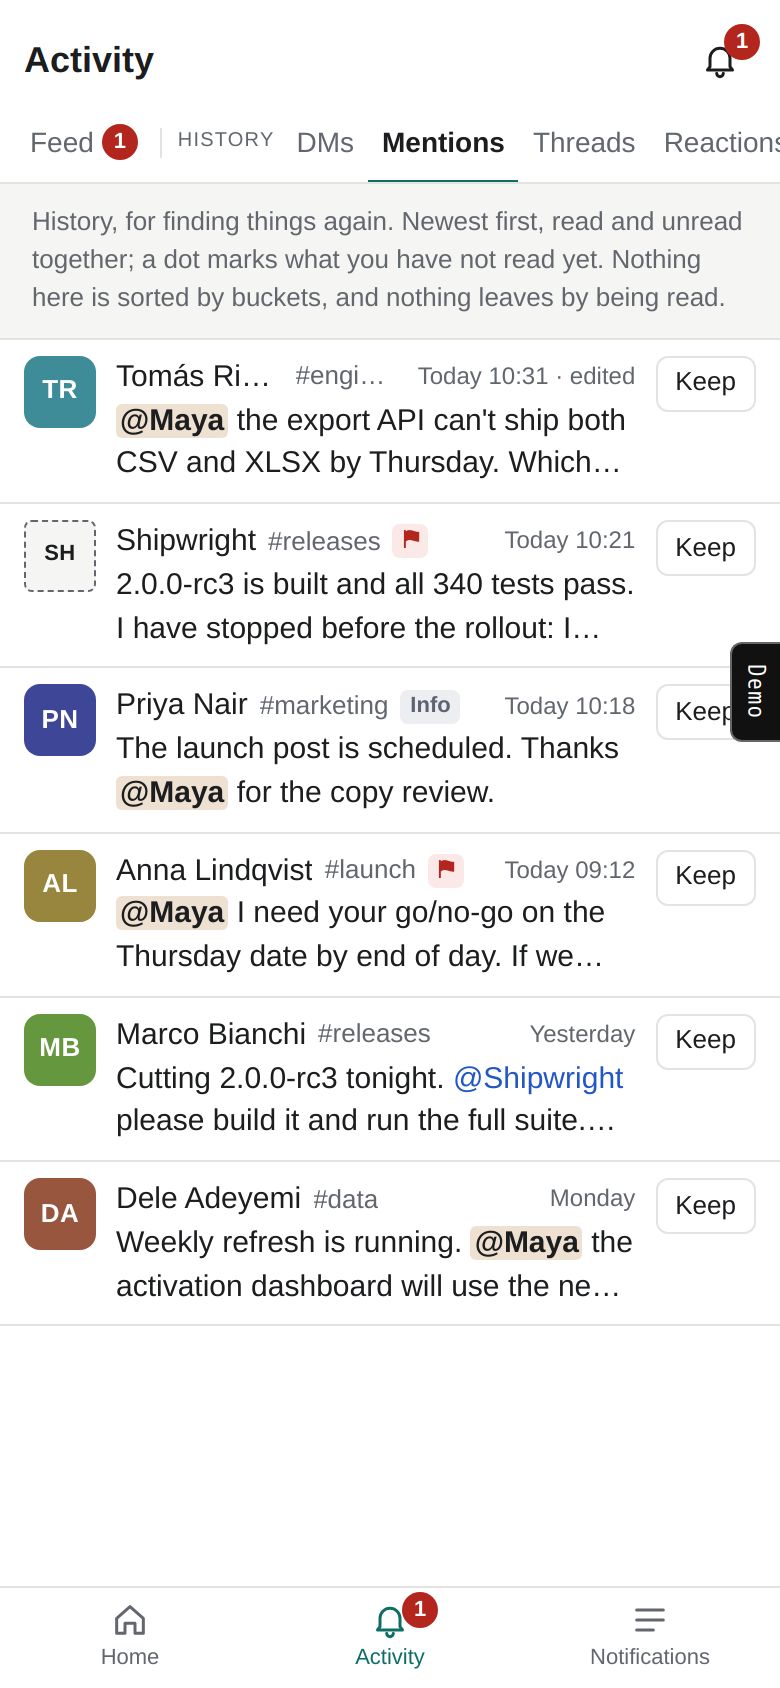 Activity
1
Feed 1 HISTORY DMs Mentions Threads Reactions
History, for finding things again. Newest first, read and unread
together; a dot marks what you have not read yet. Nothing
here is sorted by buckets, and nothing leaves by being read.
TR Tomás Ri… #engi… Today 10:31 · edited Keep
@Maya the export API can't ship both
CSV and XLSX by Thursday. Which…
SH Shipwright #releases Today 10:21 Keep
2.0.0-rc3 is built and all 340 tests pass.
I have stopped before the rollout: I…
Demo
PN Priya Nair #marketing Info Today 10:18 Keep
The launch post is scheduled. Thanks
@Maya for the copy review.
AL Anna Lindqvist #launch Today 09:12 Keep
@Maya I need your go/no-go on the
Thursday date by end of day. If we…
MB Marco Bianchi #releases Yesterday Keep
Cutting 2.0.0-rc3 tonight. @Shipwright
please build it and run the full suite.…
DA Dele Adeyemi #data Monday Keep
Weekly refresh is running. @Maya the
activation dashboard will use the ne…
1
Home Activity Notifications